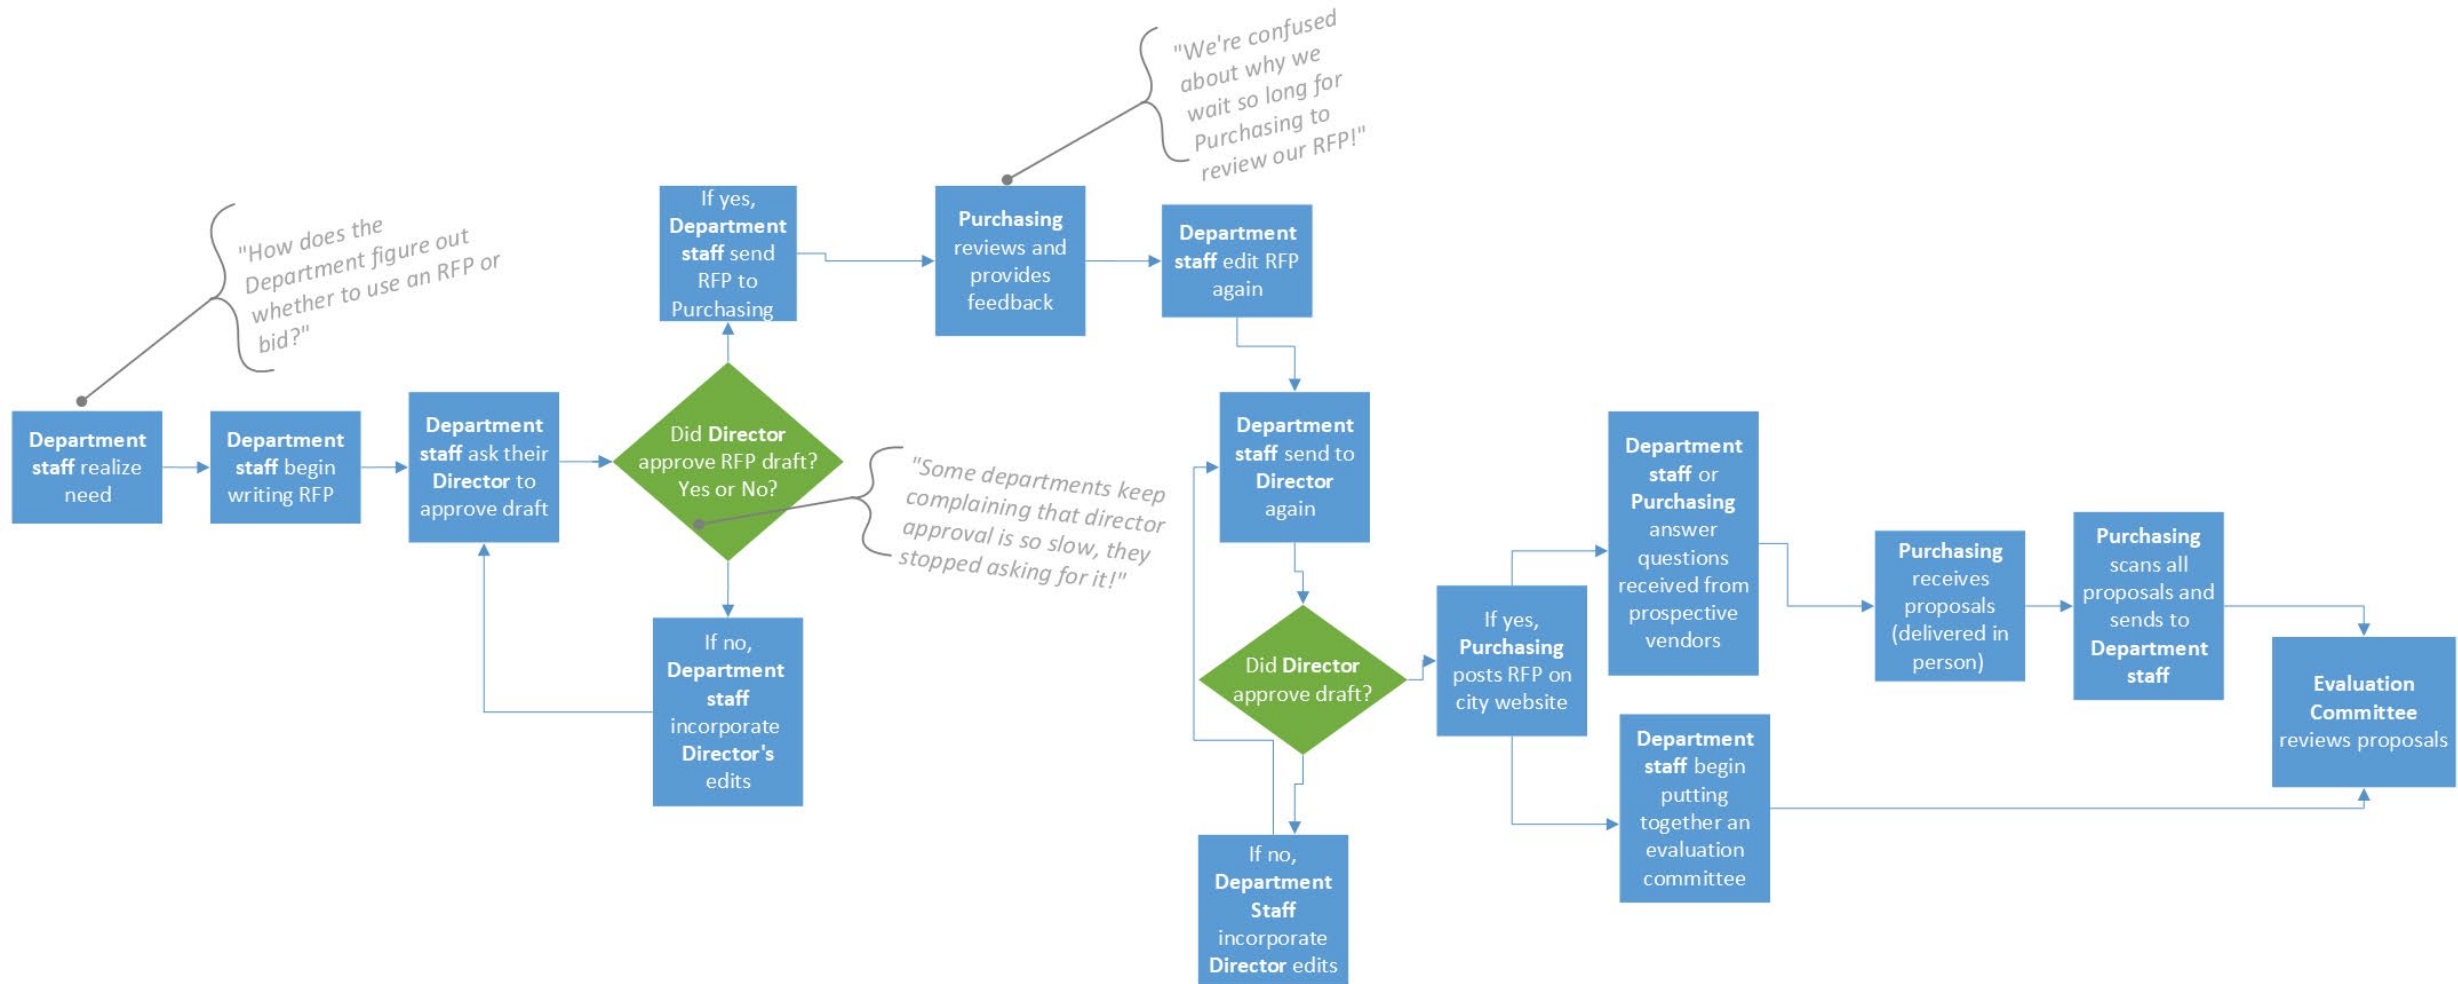 "We're confused
about why we
wait so long for
Purchasing to
review our RFP!"
"How does the
Department figure out
whether to use an RFP or
bid?"
If yes,
Department
staff send
RFP to
Purchasing
Purchasing
reviews and
provides
feedback
Department
staff edit RFP
again
Department
staff realize
need
Department
staff begin
writing RFP
Department
staff ask their
Director to
approve draft
Did Director
approve RFP draft?
Yes or No?
"Some departments keep
complaining that director
approval is so slow, they
stopped asking for it!"
If no,
Department
staff
incorporate
Director's
edits
Department
staff send to
Director
again
Did Director
approve draft?
If no,
Department
Staff
incorporate
Director edits
If yes,
Purchasing
posts RFP on
city website
Department
staff or
Purchasing
answer
questions
received from
prospective
vendors
Department
staff begin
putting
together an
evaluation
committee
Purchasing
receives
proposals
(delivered in
person)
Purchasing
scans all
proposals and
sends to
Department
staff
Evaluation
Committee
reviews proposals